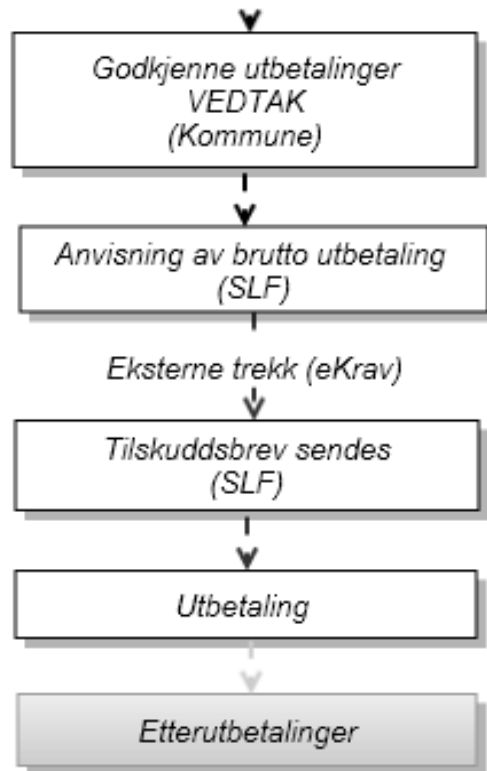 Godkjenne utbetalinger
VEDTAK
(Kommune)
Anvisning av brutto utbetaling
(SLF)
Eksterne trekk (eKrav)
Tilskuddsbrev sendes
(SLF)
Utbetaling
Etterutbetalinger